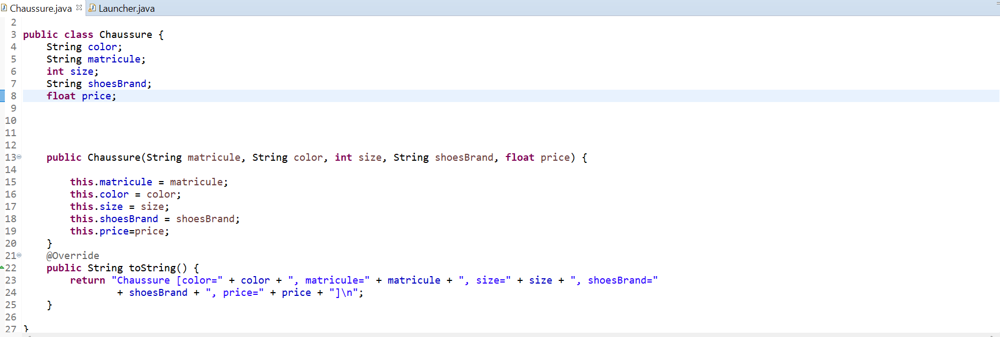 Chaussure.java Launcher.java
2
3 public class Chaussure {
4 String color;
5 String matricule;
6 int size;
7 String shoesBrand;
8 float price;
9
10
11
12
13 public Chaussure(String matricule, String color, int size, String shoesBrand, float price) {
14
15 this.matricule = matricule;
16 this.color = color;
17 this.size = size;
18 this.shoesBrand = shoesBrand;
19 this.price=price;
20 }
21 @Override
22 public String toString() {
23 return "Chaussure [color=" + color + ", matricule=" + matricule + ", size=" + size + ", shoesBrand="
24 + shoesBrand + ", price=" + price + "]\n";
25 }
26
27 }